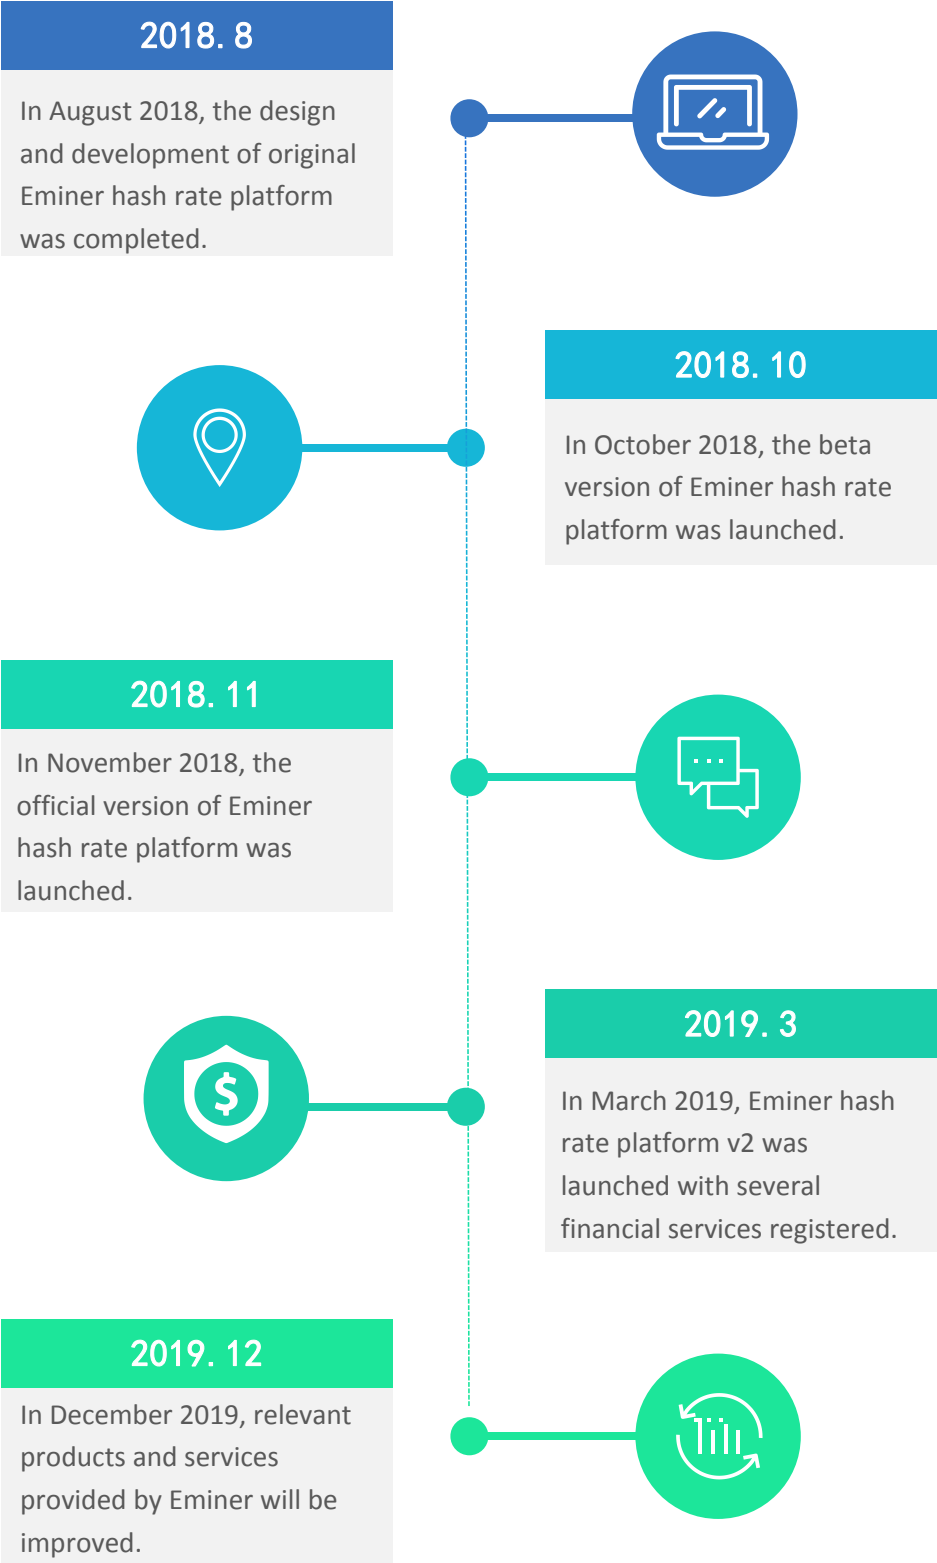 2018. 8
In August 2018, the design
and development of original
Eminer hash rate platform
was completed.
2018. 10
In October 2018, the beta
version of Eminer hash rate
platform was launched.
2018. 11
In November 2018, the
official version of Eminer
hash rate platform was
launched.
2019. 3
In March 2019, Eminer hash
rate platform v2 was
launched with several
financial services registered.
$
2019. 12
In December 2019, relevant
products and services
provided by Eminer will be
improved.